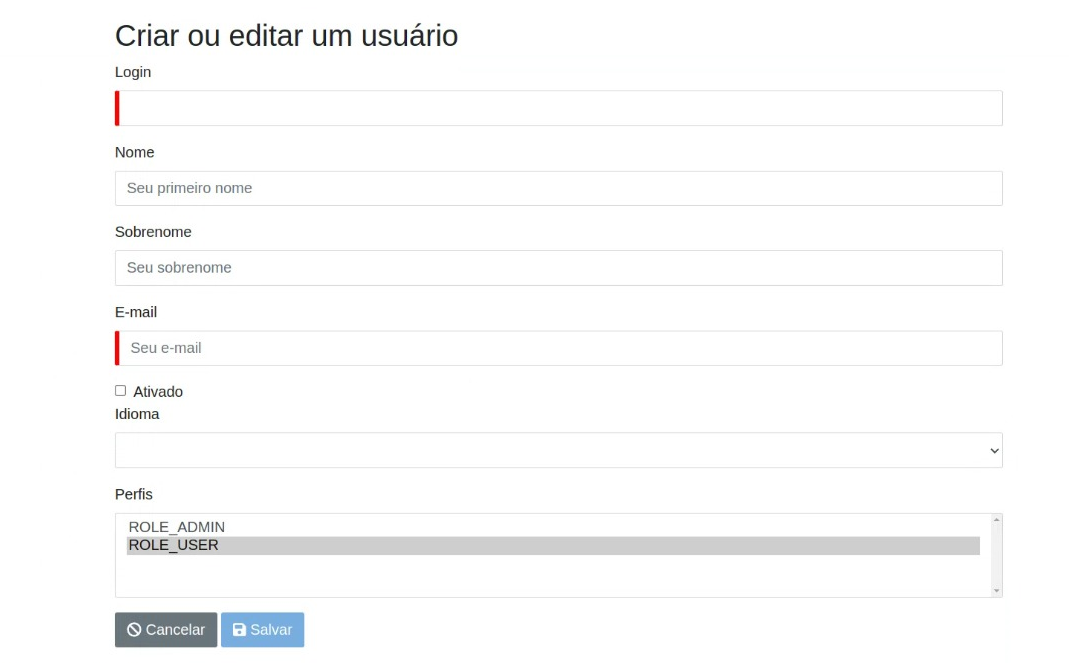 Criar ou editar um usuário
Login
Nome
Seu primeiro nome
Sobrenome
Seu sobrenome
E-mail
Seu e-mail
Ativado
Idioma
Perfis
ROLE_ADMIN
ROLE_USER
Cancelar Salvar